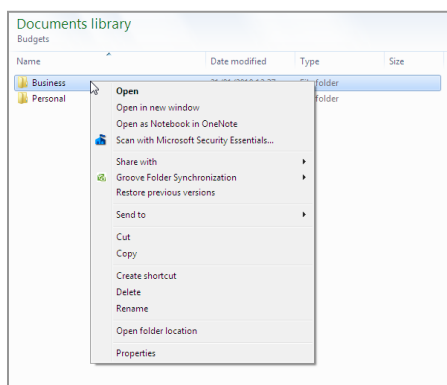 Documents library
Budgets
Name Date modified Type Size
Business
Personal folder
Open
Open in new window
Open as Notebook in OneNote
Scan with Microsoft Security Essentials...
Share with
Groove Folder Synchronization
Restore previous versions
Send to
Cut
Copy
Create shortcut
Delete
Rename
Open folder location
Properties